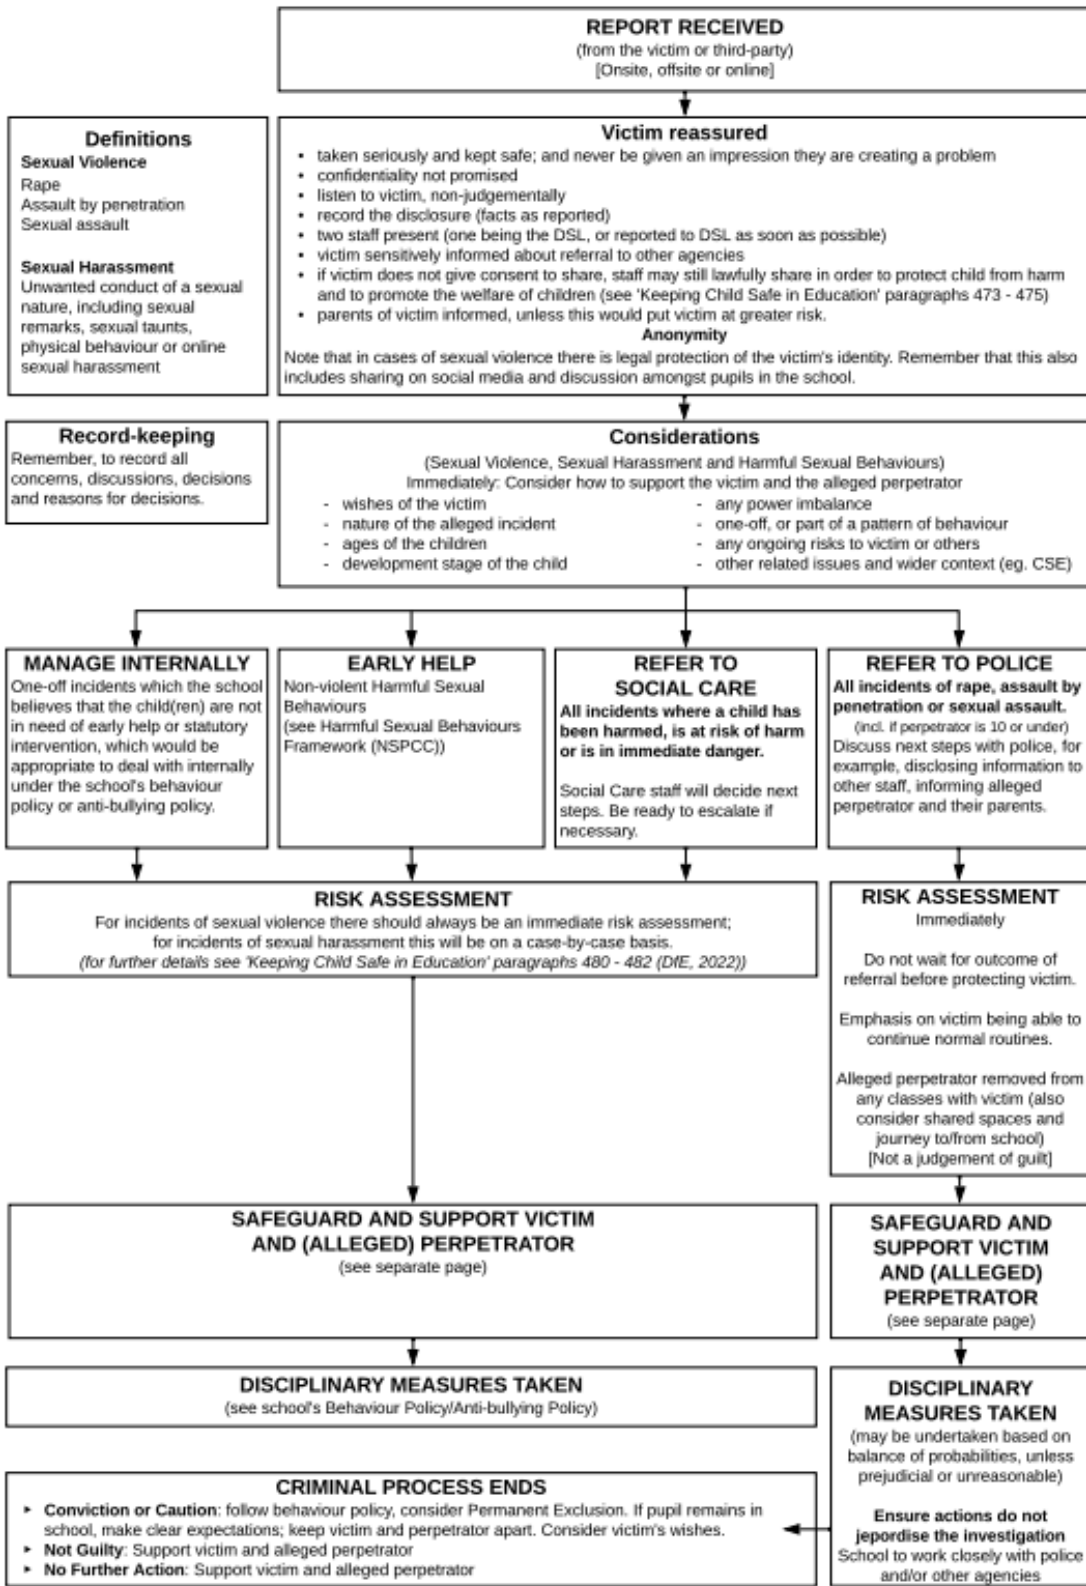 REPORT RECEIVED
(from the victim or third-party)
[Onsite, offsite or online]
Definitions
Sexual Violence
Rape
Assault by penetration
Sexual assault
Sexual Harassment
Unwanted conduct of a sexual
nature, including sexual
remarks, sexual taunts,
physical behaviour or online
sexual harassment
Victim reassured
• taken seriously and kept safe; and never be given an impression they are creating a problem
• confidentiality not promised
• listen to victim, non-judgementally
• record the disclosure (facts as reported)
• two staff present (one being the DSL, or reported to DSL as soon as possible)
• victim sensitively informed about referral to other agencies
• if victim does not give consent to share, staff may still lawfully share in order to protect child from harm
and to promote the welfare of children (see 'Keeping Child Safe in Education' paragraphs 473 - 475)
• parents of victim informed, unless this would put victim at greater risk.
Anonymity
Note that in cases of sexual violence there is legal protection of the victim's identity. Remember that this also
includes sharing on social media and discussion amongst pupils in the school.
Record-keeping
Remember, to record all
concerns, discussions, decisions
and reasons for decisions.
Considerations
(Sexual Violence, Sexual Harassment and Harmful Sexual Behaviours)
Immediately: Consider how to support the victim and the alleged perpetrator
- wishes of the victim
- nature of the alleged incident
- ages of the children
- development stage of the child
- any power imbalance
- one-off, or part of a pattern of behaviour
- any ongoing risks to victim or others
- other related issues and wider context (eg. CSE)
MANAGE INTERNALLY
One-off incidents which the school
believes that the child(ren) are not
in need of early help or statutory
intervention, which would be
appropriate to deal with internally
under the school's behaviour
policy or anti-bullying policy.
EARLY HELP
Non-violent Harmful Sexual
Behaviours
(see Harmful Sexual Behaviours
Framework (NSPCC))
REFER TO
SOCIAL CARE
All incidents where a child has
been harmed, is at risk of harm
or is in immediate danger.
Social Care staff will decide next
steps. Be ready to escalate if
necessary.
REFER TO POLICE
All incidents of rape, assault by
penetration or sexual assault.
(incl. if perpetrator is 10 or under)
Discuss next steps with police, for
example, disclosing information to
other staff, informing alleged
perpetrator and their parents.
RISK ASSESSMENT
For incidents of sexual violence there should always be an immediate risk assessment;
for incidents of sexual harassment this will be on a case-by-case basis.
(for further details see 'Keeping Child Safe in Education' paragraphs 480 - 482 (DfE, 2022))
RISK ASSESSMENT
Immediately
Do not wait for outcome of
referral before protecting victim.
Emphasis on victim being able to
continue normal routines.
Alleged perpetrator removed from
any classes with victim (also
consider shared spaces and
journey to/from school)
[Not a judgement of guilt]
SAFEGUARD AND SUPPORT VICTIM
AND (ALLEGED) PERPETRATOR
(see separate page)
SAFEGUARD AND
SUPPORT VICTIM
AND (ALLEGED)
PERPETRATOR
(see separate page)
DISCIPLINARY MEASURES TAKEN
(see school's Behaviour Policy/Anti-bullying Policy)
DISCIPLINARY
MEASURES TAKEN
(may be undertaken based on
balance of probabilities, unless
prejudicial or unreasonable)
Ensure actions do not
jepordise the investigation
School to work closely with police
and/or other agencies
CRIMINAL PROCESS ENDS
► Conviction or Caution: follow behaviour policy, consider Permanent Exclusion. If pupil remains in
school, make clear expectations; keep victim and perpetrator apart. Consider victim's wishes.
► Not Guilty: Support victim and alleged perpetrator
► No Further Action: Support victim and alleged perpetrator